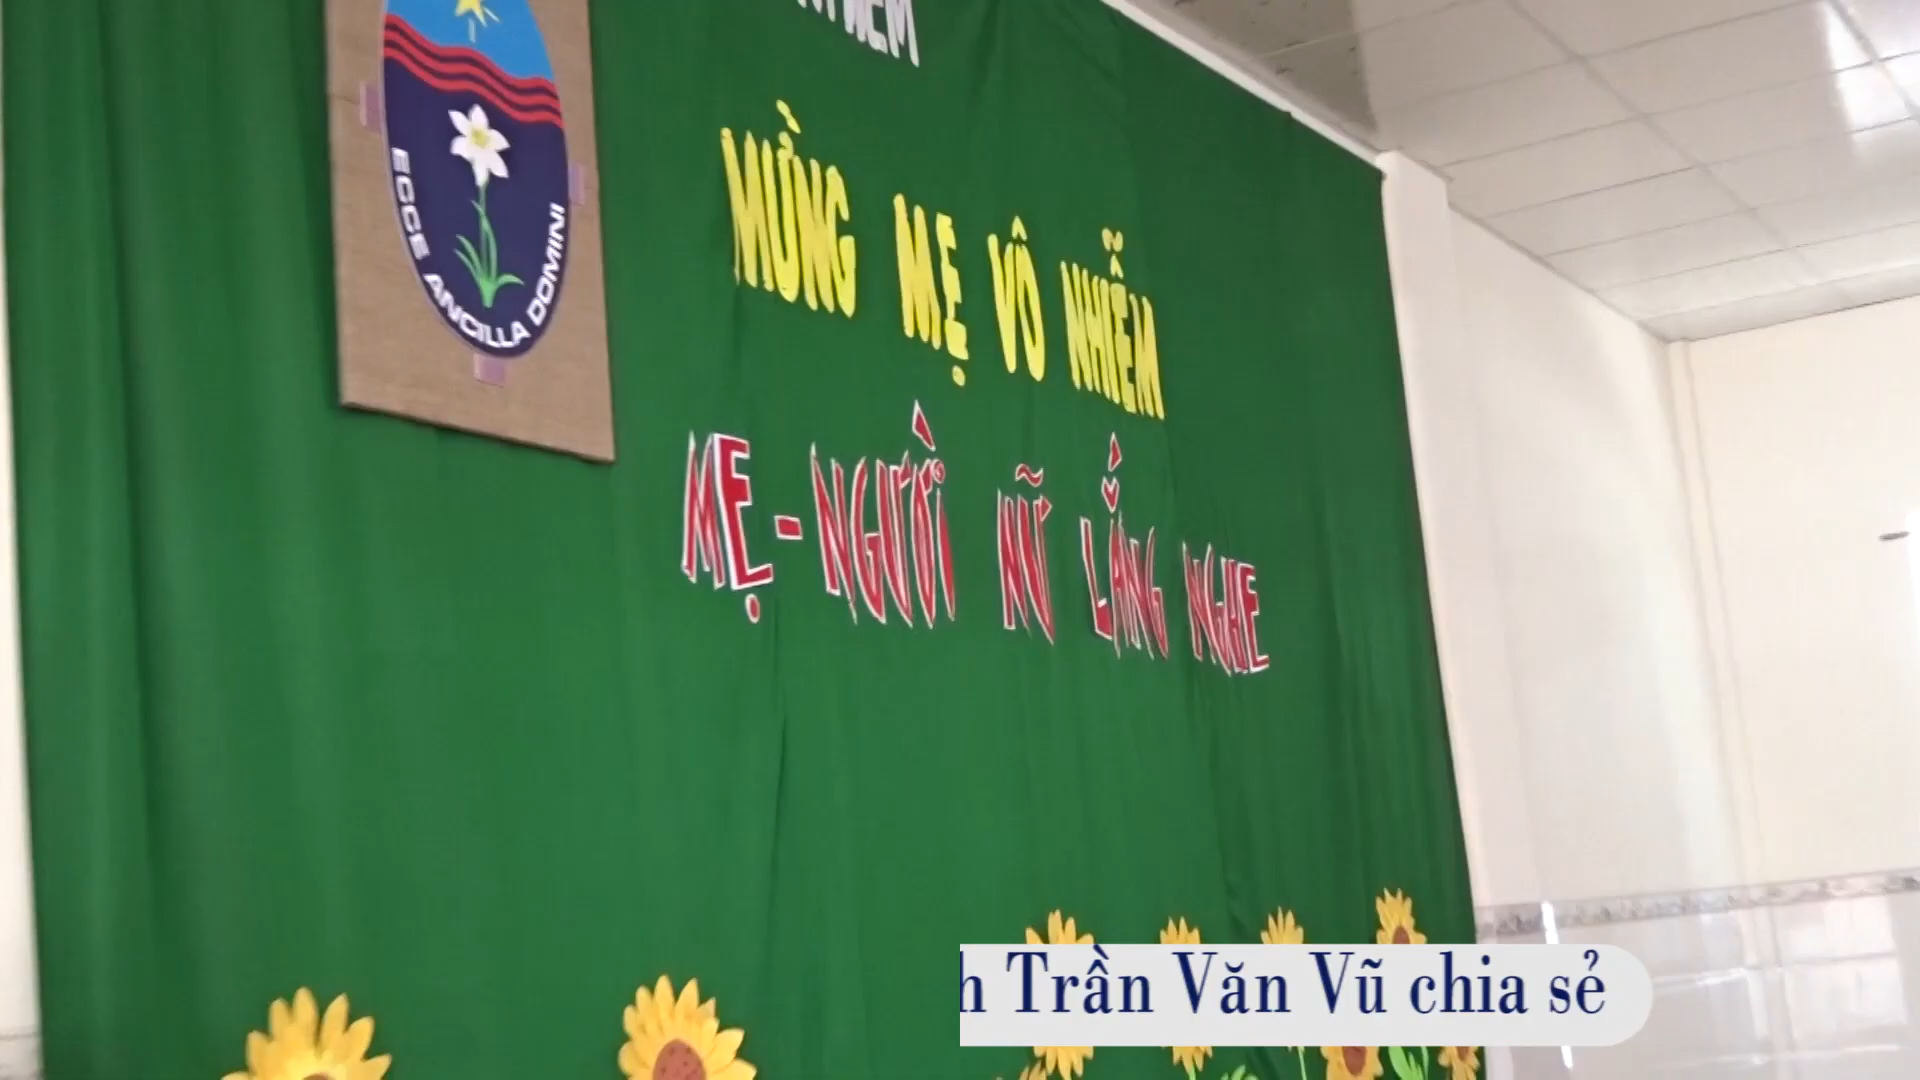 ECCE ANCILLA DOMINI
MỪNG MẸ VÔ NHIỄM
MẸ - NGƯỜI NỮ LẮNG NGHE
Trần Văn Vũ chia sẻ